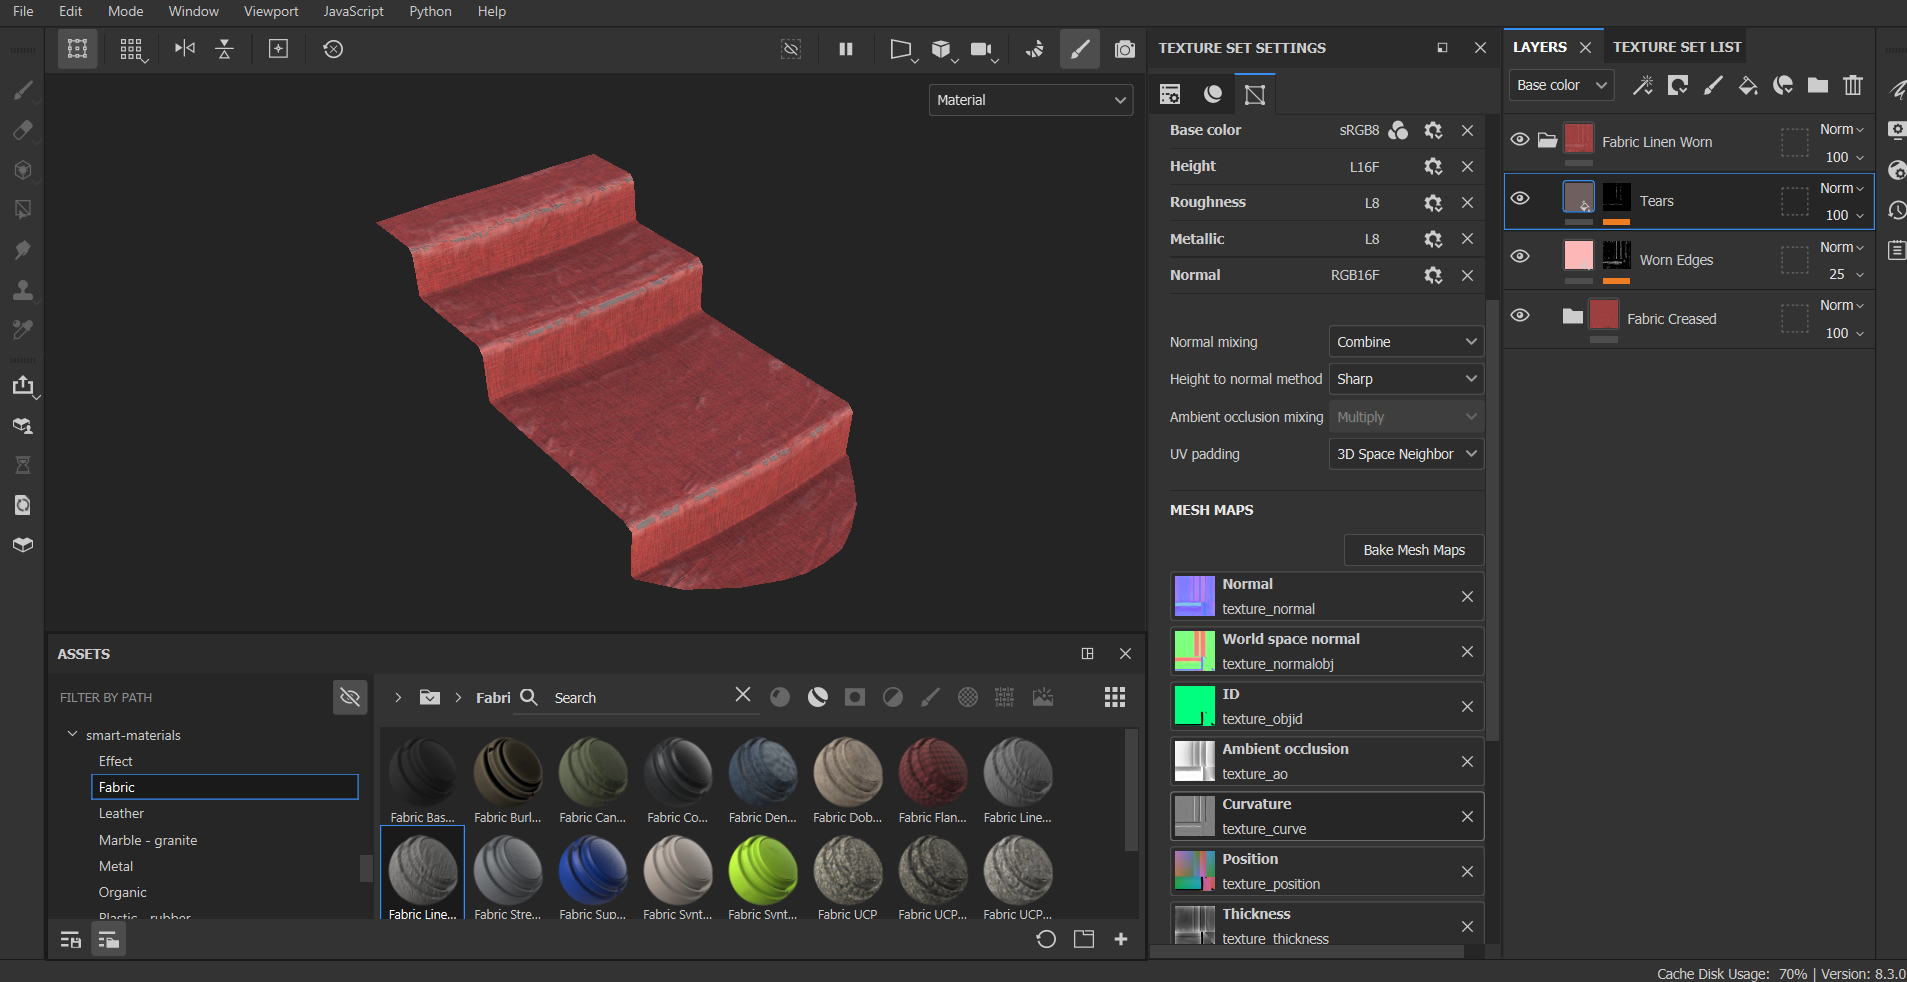 File Edit Mode Window Viewport JavaScript Python Help
Material
TEXTURE SET SETTINGS
Base color sRGB8
Height L16F
Roughness L8
Metallic L8
Normal RGB16F
Normal mixing Combine
Height to normal method Sharp
Ambient occlusion mixing Multiply
UV padding 3D Space Neighbor
MESH MAPS
Bake Mesh Maps
Normal
texture_normal
World space normal
texture_normalobj
ID
texture_objid
Ambient occlusion
texture_ao
Curvature
texture_curve
Position
texture_position
Thickness
texture_thickness
LAYERS TEXTURE SET LIST
Base color
Fabric Linen Worn Norm
100
Tears Norm
100
Worn Edges Norm
25
Fabric Creased Norm
100
ASSETS
FILTER BY PATH
smart-materials
Effect
Fabric
Leather
Marble - granite
Metal
Organic
Plastic - rubber
Fabri Search
Fabric Bas... Fabric Burl... Fabric Can... Fabric Co... Fabric Den... Fabric Dob... Fabric Flan... Fabric Line...
Fabric Line... Fabric Stre... Fabric Sup... Fabric Synt... Fabric Synt... Fabric UCP Fabric UCP... Fabric UCP...
Cache Disk Usage: 70% | Version: 8.3.0